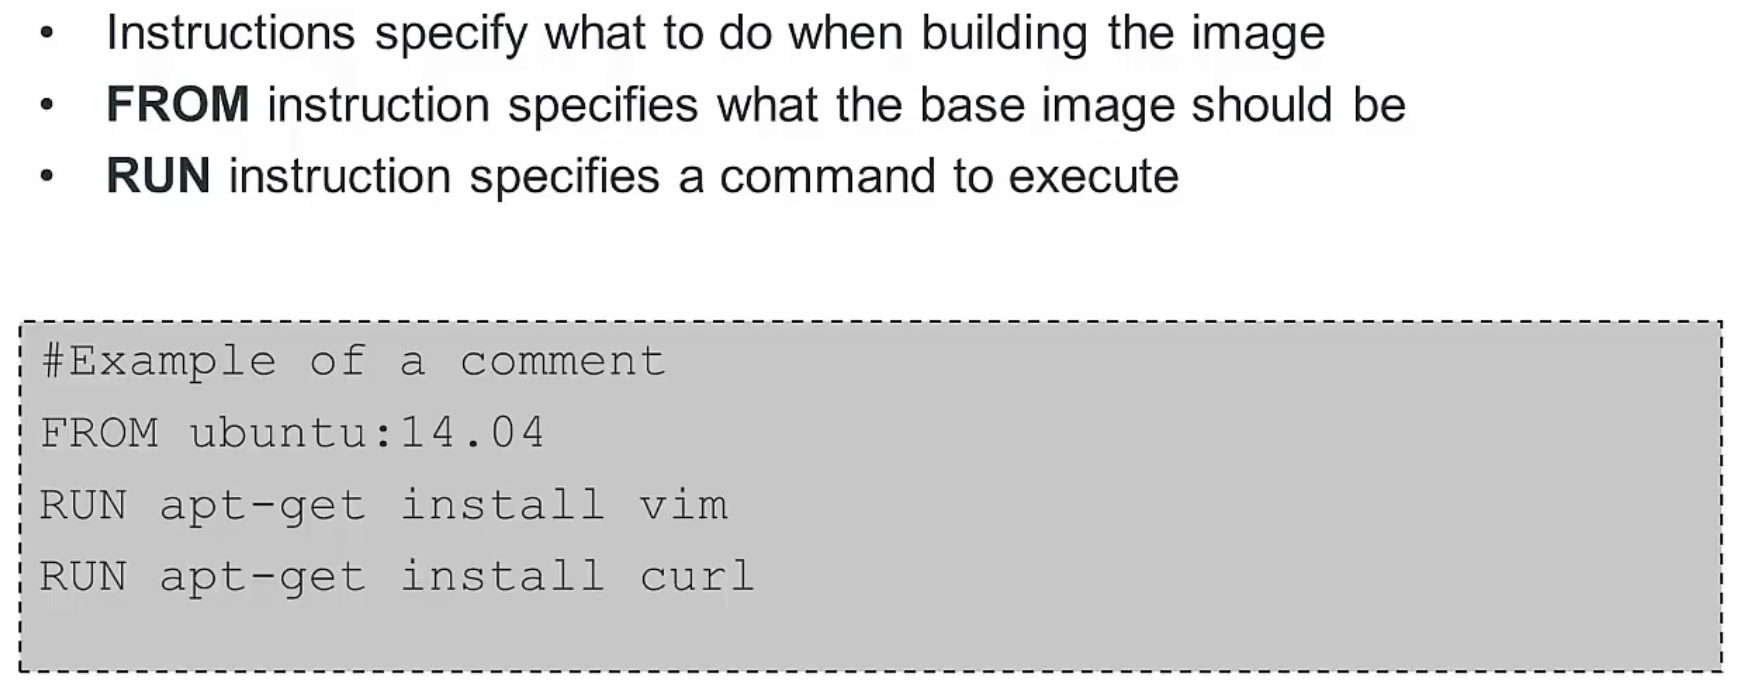 • Instructions specify what to do when building the image
• FROM instruction specifies what the base image should be
• RUN instruction specifies a command to execute
#Example of a comment
FROM ubuntu:14.04
RUN apt-get install vim
RUN apt-get install curl